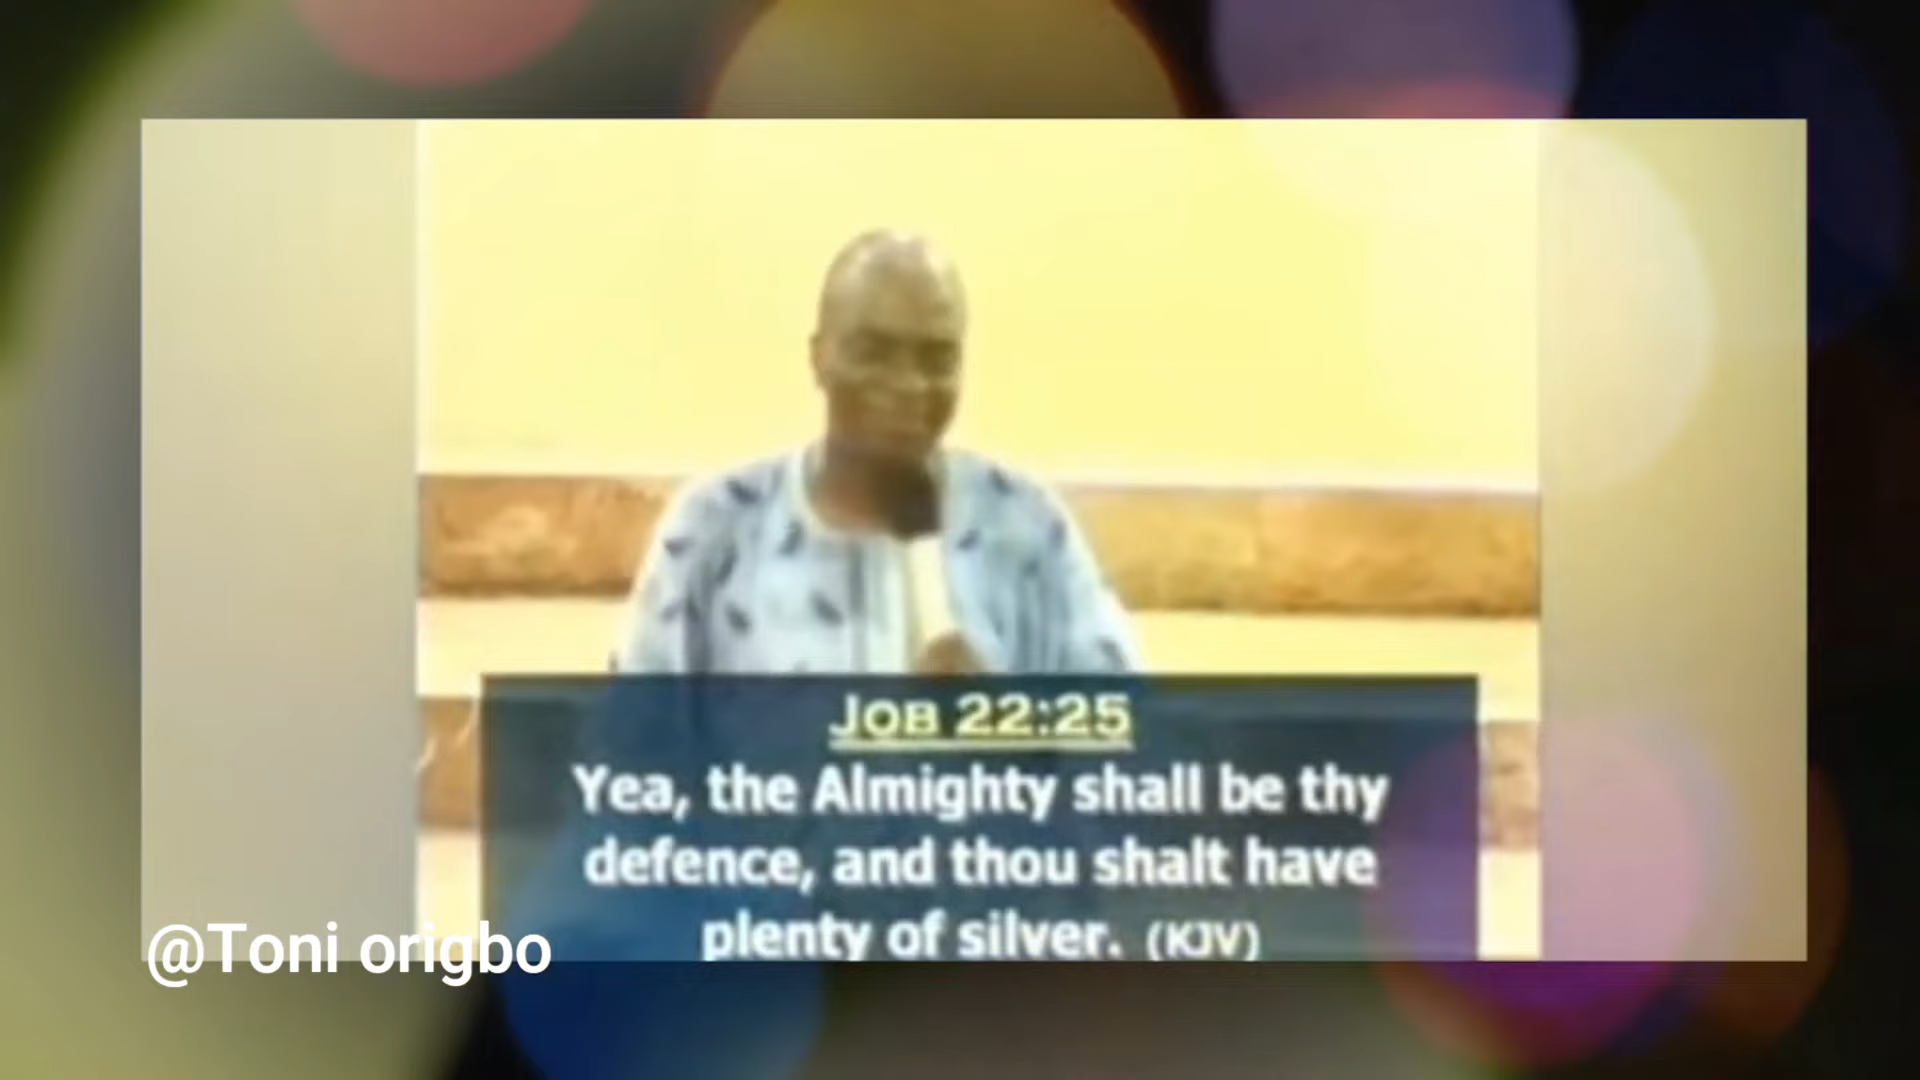 Job 22:25
Yea, the Almighty shall be thy
defence, and thou shalt have
plenty of silver. (KJV)
@Toni origbo